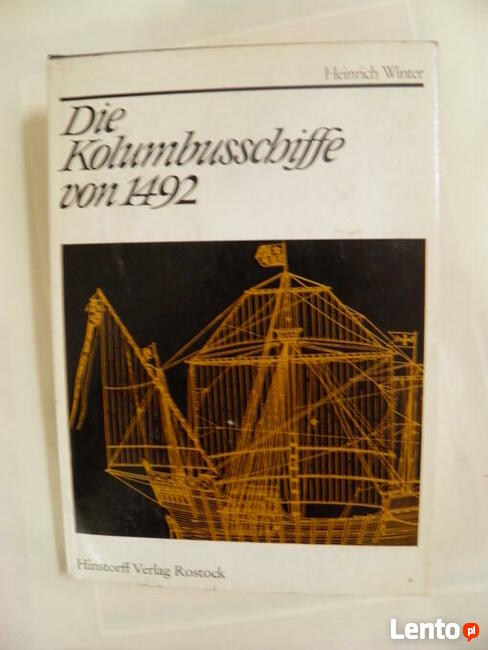 Heinrich Winter
Die
Kolumbusschiffe
von 1492
Hinstorff Verlag Rostock
Lento pl